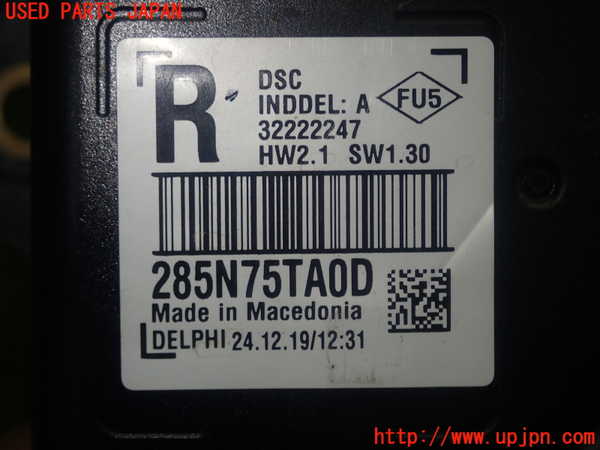 USED PARTS JAPAN
R
DSC
INDDEL: A
FU5
32222247
HW2.1 SW1.30
285N75TA0D
Made in Macedonia
DELPHI 24.12.19/12:31
http://www.upjpn.com/